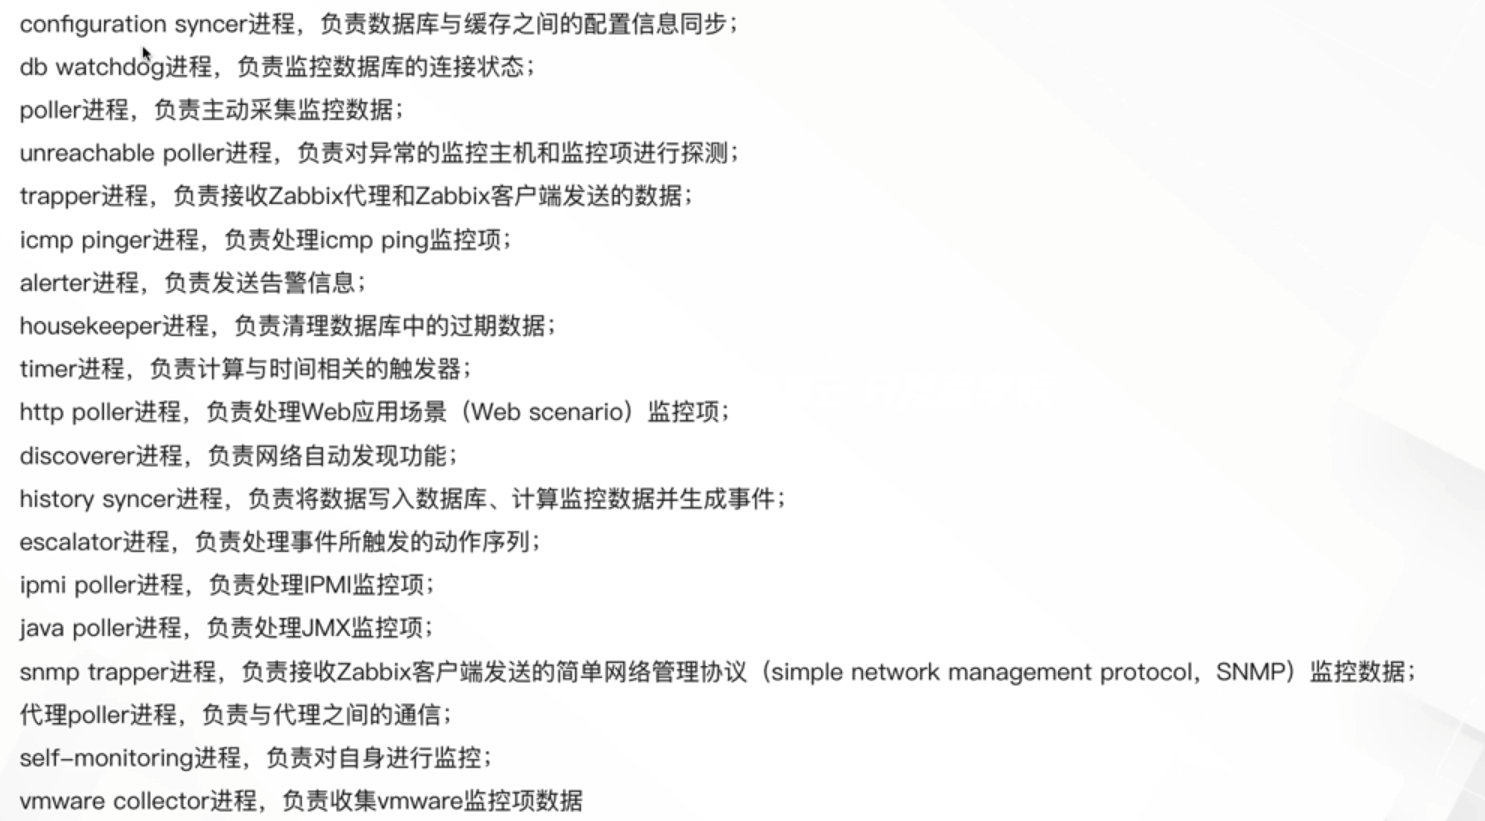 configuration syncer进程，负责数据库与缓存之间的配置信息同步；
db watchdog进程，负责监控数据库的连接状态；
poller进程，负责主动采集监控数据；
unreachable poller进程，负责对异常的监控主机和监控项进行探测；
trapper进程，负责接收Zabbix代理和Zabbix客户端发送的数据；
icmp pinger进程，负责处理icmp ping监控项；
alerter进程，负责发送告警信息；
housekeeper进程，负责清理数据库中的过期数据；
timer进程，负责计算与时间相关的触发器；
http poller进程，负责处理Web应用场景（Web scenario）监控项；
discoverer进程，负责网络自动发现功能；
history syncer进程，负责将数据写入数据库、计算监控数据并生成事件；
escalator进程，负责处理事件所触发的动作序列；
ipmi poller进程，负责处理IPMI监控项；
java poller进程，负责处理JMX监控项；
snmp trapper进程，负责接收Zabbix客户端发送的简单网络管理协议（simple network management protocol，SNMP）监控数据；
代理poller进程，负责与代理之间的通信；
self-monitoring进程，负责对自身进行监控；
vmware collector进程，负责收集vmware监控项数据